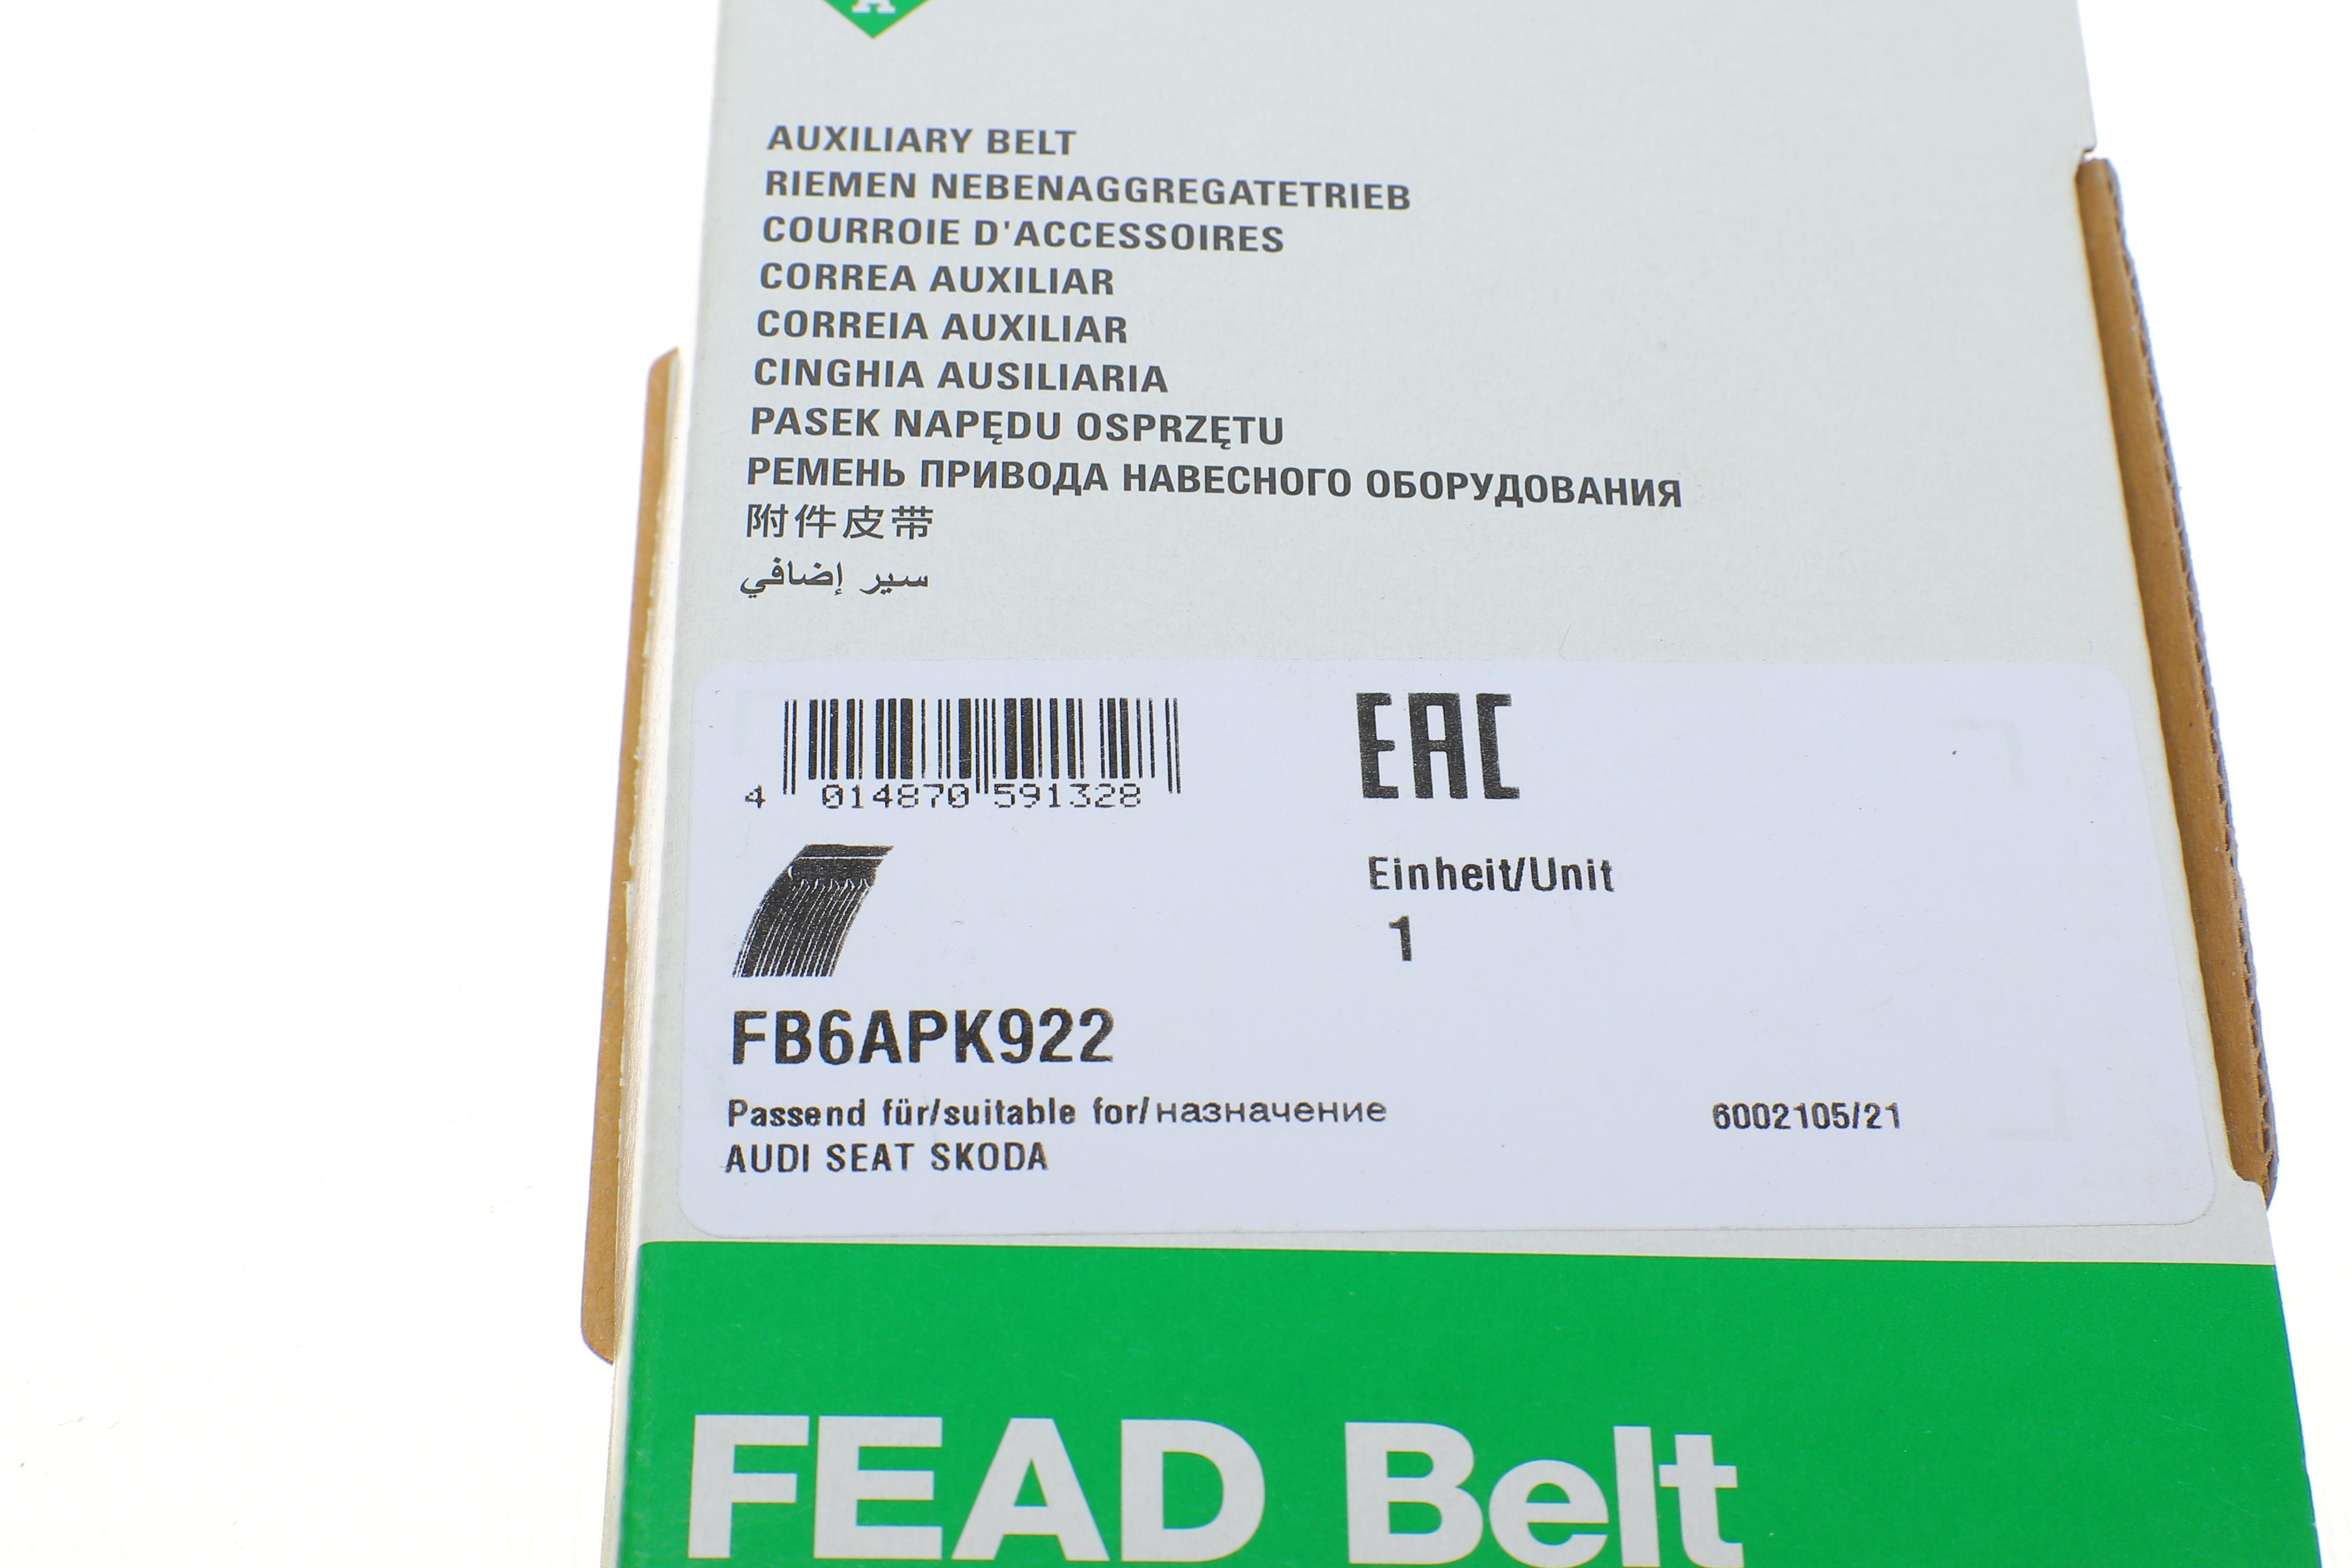 A
AUXILIARY BELT
RIEMEN NEBENAGGREGATETRIEB
COURROIE D'ACCESSOIRES
CORREA AUXILIAR
CORREIA AUXILIAR
CINGHIA AUSILIARIA
PASEK NAPĘDU OSPRZĘTU
РЕМЕНЬ ПРИВОДА НАВЕСНОГО ОБОРУДОВАНИЯ
附件皮带
سير إضافي
4 014870 591328
EAC
Einheit/Unit
1
FB6APK922
Passend für/suitable for/назначение
6002105/21
AUDI SEAT SKODA
FEAD Belt